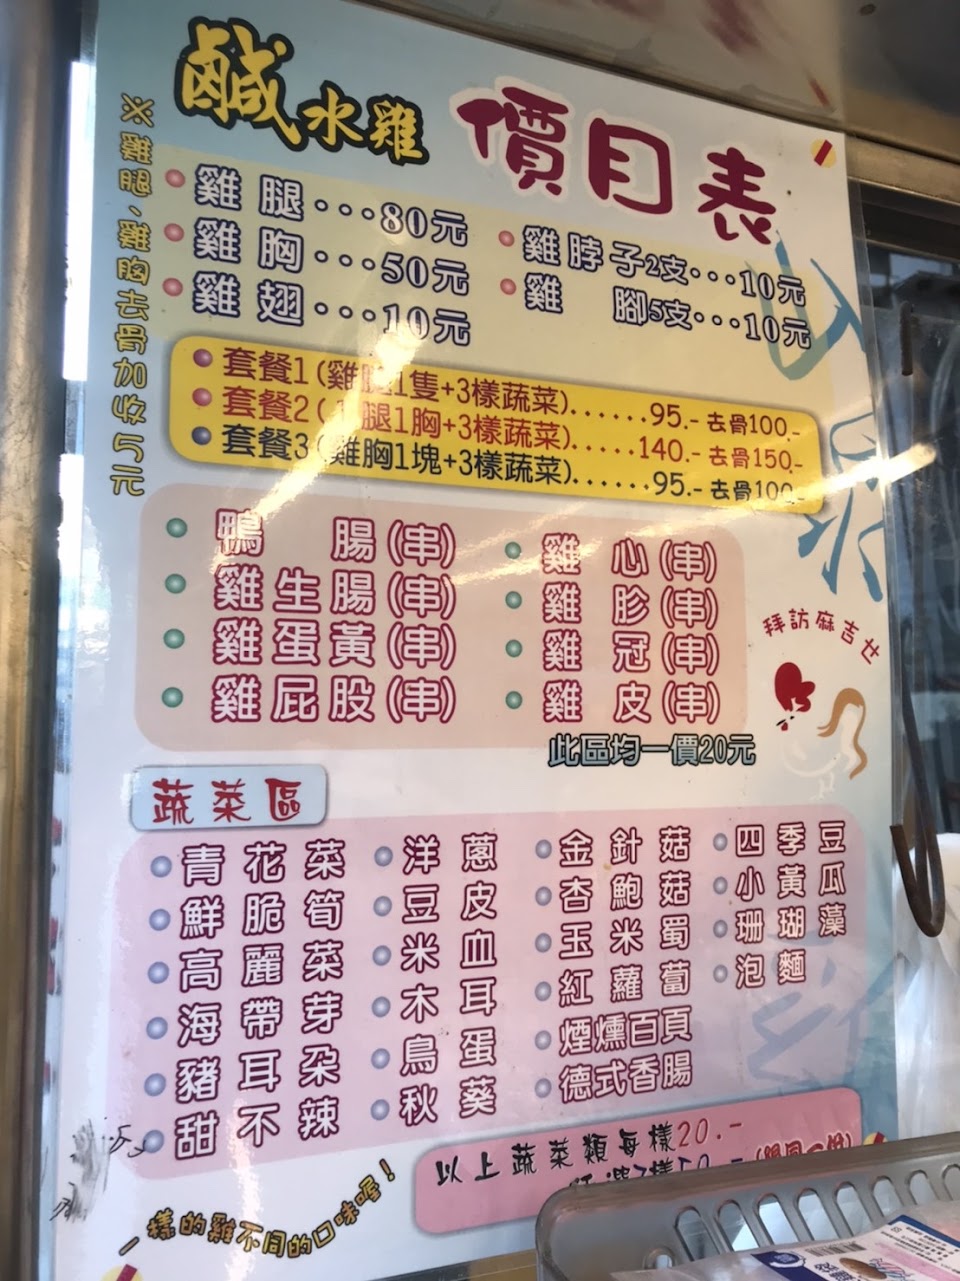 鹹水雞 價目表
※雞腿、雞胸去骨加收5元
雞腿...80元
雞胸...50元
雞翅...10元
雞脖子2支...10元
雞腳5支...10元
套餐1(雞腿1隻+3樣蔬菜)......95.-去骨100.-
套餐2(1腿1胸+3樣蔬菜).....140.-去骨150.-
套餐3(雞胸1塊+3樣蔬菜)......95.-去骨100.-
鴨腸(串)
雞生腸(串)
雞蛋黃(串)
雞屁股(串)
雞心(串)
雞胗(串)
雞冠(串)
雞皮(串)
此區均一價20元
拜訪麻吉世
蔬菜區
青花菜
鮮脆筍
高麗菜
海帶芽
豬耳朵
甜不辣
洋蔥
豆皮
米血
木耳
鳥蛋
秋葵
金針菇
杏鮑菇
玉米蜀
紅蘿蔔
煙燻百頁
德式香腸
四季豆
小黃瓜
珊瑚藻
泡麵
以上蔬菜類每樣20.-
一樣的雞不同的口味喔！